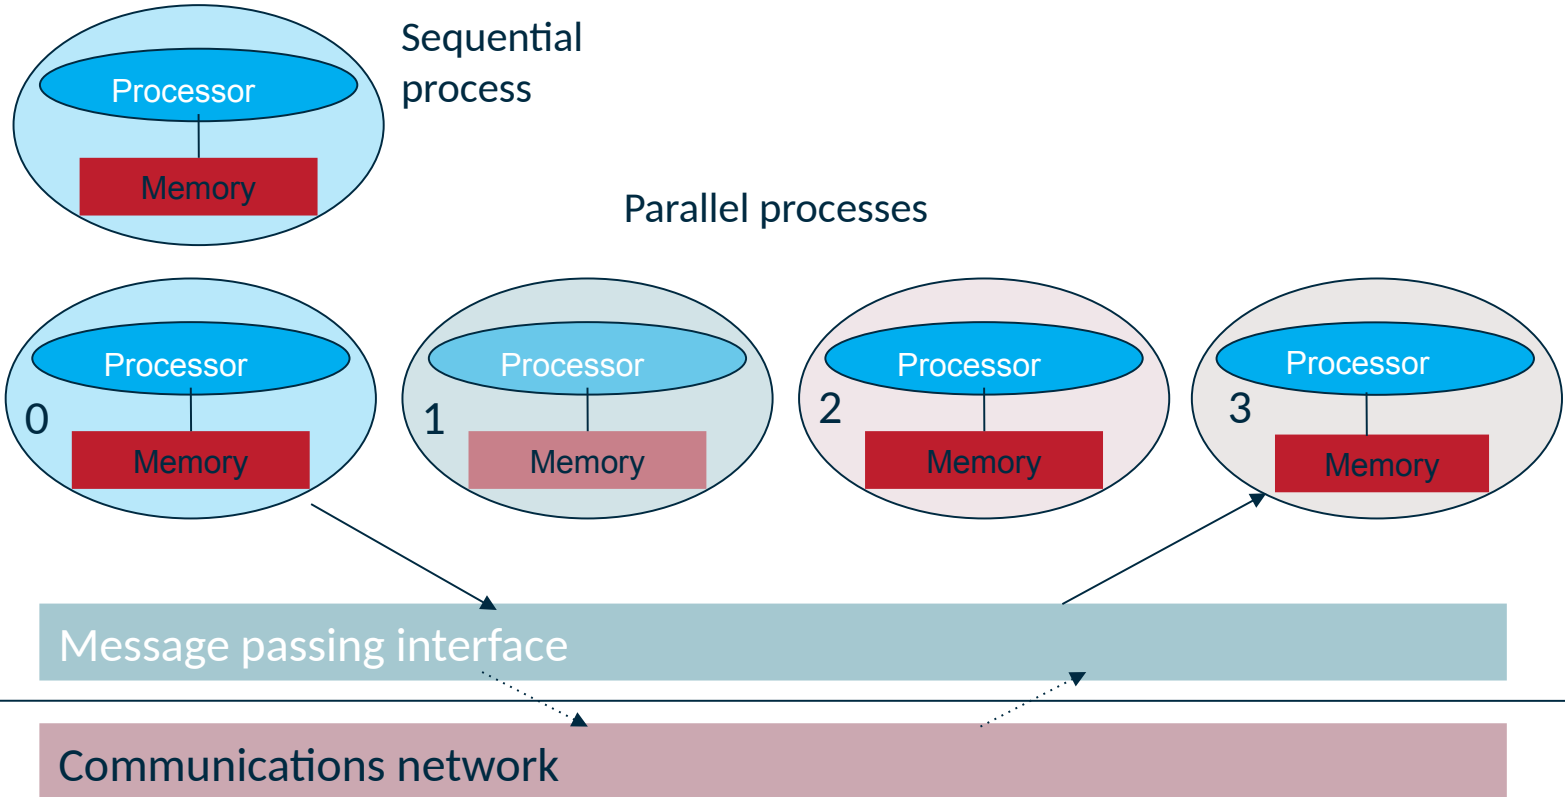 Sequential
process
Processor
Memory
Parallel processes
Processor
0
Memory
Processor
1
Memory
Processor
2
Memory
Processor
3
Memory
Message passing interface
Communications network